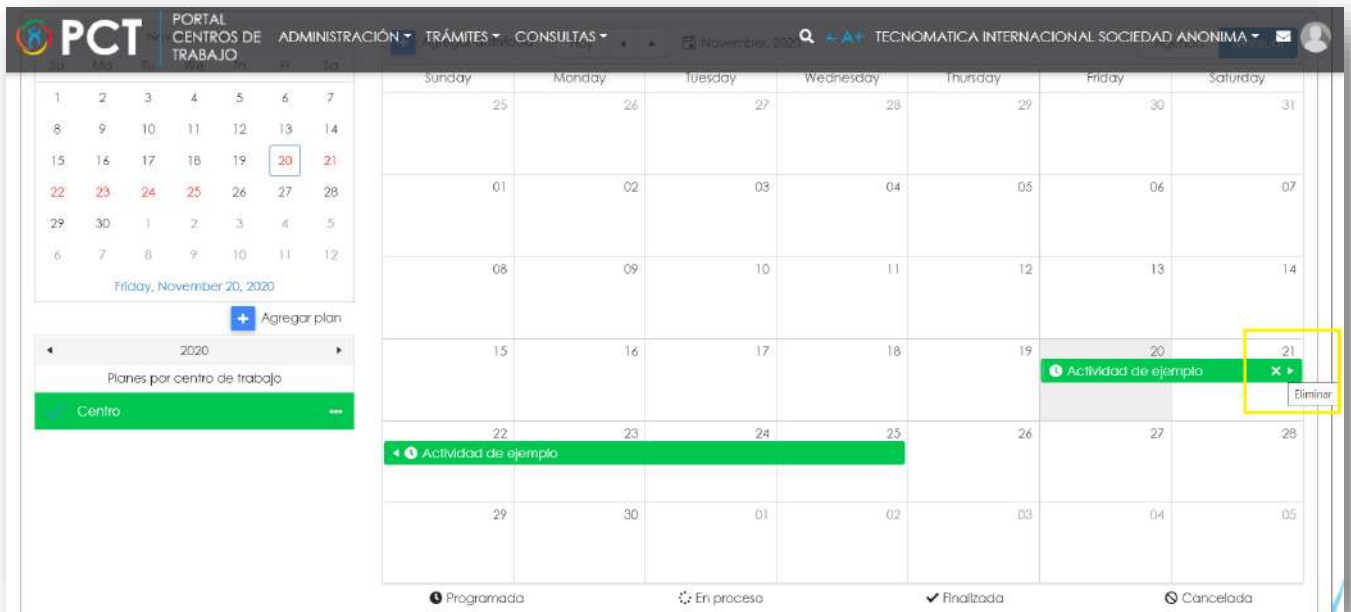 PCT PORTAL CENTROS DE TRABAJO ADMINISTRACIÓN TRÁMITES CONSULTAS A- A+ TECNOMATICA INTERNACIONAL SOCIEDAD ANONIMA
November, 2020
Sunday Monday Tuesday Wednesday Thursday Friday Saturday
1 2 3 4 5 6 7
8 9 10 11 12 13 14
15 16 17 18 19 20 21
22 23 24 25 26 27 28
29 30 1 2 3 4 5
6 7 8 9 10 11 12
Friday, November 20, 2020
Agregar plan
2020
Planes por centro de trabajo
Centro
25 26 27 28 29 30 31
01 02 03 04 05 06 07
08 09 10 11 12 13 14
15 16 17 18 19 20 21
Actividad de ejemplo
Eliminar
22 23 24 25 26 27 28
Actividad de ejemplo
29 30 01 02 03 04 05
Programada En proceso Finalizada Cancelada